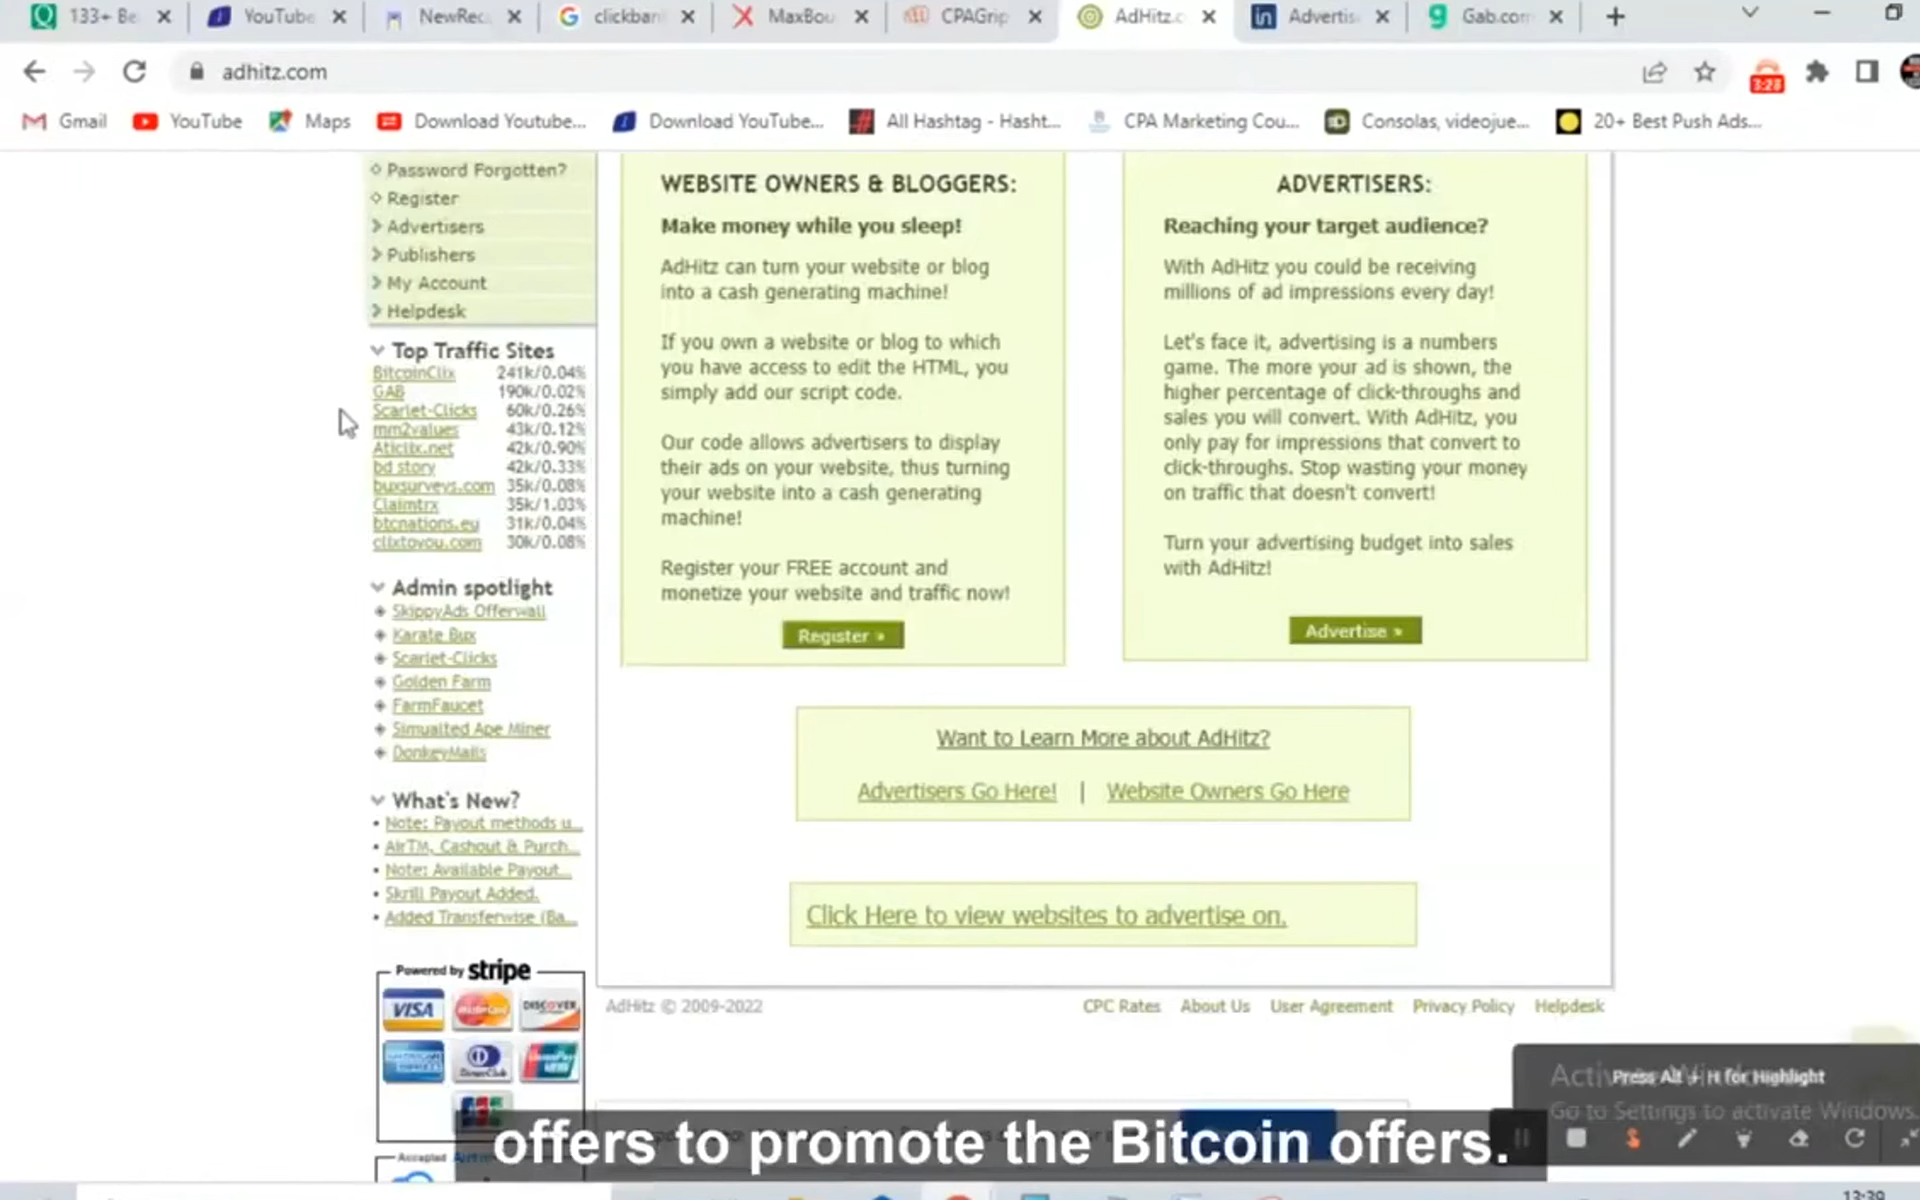 133+ Be
YouTube
NewRec
clickban
MaxBou
CPAGrip
AdHitz.c
Advertis
Gab.com
adhitz.com
3:23
Gmail
YouTube
Maps
Download Youtube...
Download YouTube...
All Hashtag - Hasht...
CPA Marketing Cou...
Consolas, videojue...
20+ Best Push Ads...
Password Forgotten?
Register
Advertisers
Publishers
My Account
Helpdesk
Top Traffic Sites
BitcoinClix 241k/0.04%
GAB 190k/0.02%
Scarlet-Clicks 60k/0.26%
mm2values 43k/0.12%
Aticlix.net 42k/0.90%
bd story 42k/0.33%
buxsurveys.com 35k/0.08%
Claimtrx 35k/1.03%
btcnations.eu 31k/0.04%
clixtoyou.com 30k/0.08%
Admin spotlight
SkippyAds Offerwall
Karate Bux
Scarlet-Clicks
Golden Farm
FarmFaucet
Simualted Ape Miner
DonkeyMails
What's New?
Note: Payout methods u...
AirTM, Cashout & Purch...
Note: Available Payout...
Skrill Payout Added.
Added Transferwise (Ba...
Powered by stripe
VISA
MasterCard
DISCOVER
Diners Club
UnionPay
JCB
Accepted
WEBSITE OWNERS & BLOGGERS:
Make money while you sleep!
AdHitz can turn your website or blog
into a cash generating machine!
If you own a website or blog to which
you have access to edit the HTML, you
simply add our script code.
Our code allows advertisers to display
their ads on your website, thus turning
your website into a cash generating
machine!
Register your FREE account and
monetize your website and traffic now!
Register »
ADVERTISERS:
Reaching your target audience?
With AdHitz you could be receiving
millions of ad impressions every day!
Let's face it, advertising is a numbers
game. The more your ad is shown, the
higher percentage of click-throughs and
sales you will convert. With AdHitz, you
only pay for impressions that convert to
click-throughs. Stop wasting your money
on traffic that doesn't convert!
Turn your advertising budget into sales
with AdHitz!
Advertise »
Want to Learn More about AdHitz?
Advertisers Go Here! | Website Owners Go Here
Click Here to view websites to advertise on.
AdHitz © 2009-2022
CPC Rates About Us User Agreement Privacy Policy Helpdesk
Press Alt + H for Highlight
Go to Settings to activate Windows.
offers to promote the Bitcoin offers.
13:39